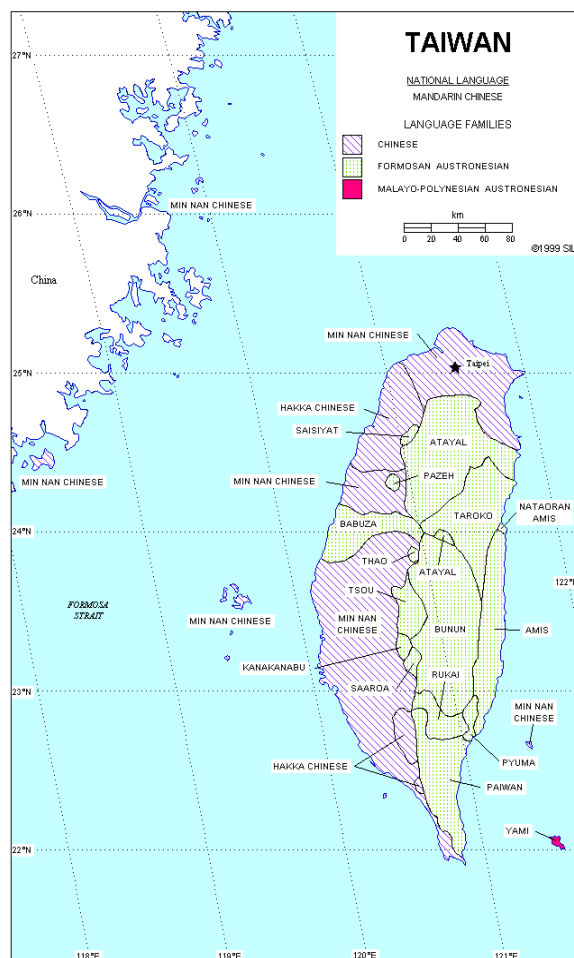 TAIWAN
NATIONAL LANGUAGE
MANDARIN CHINESE
LANGUAGE FAMILIES
CHINESE
FORMOSAN AUSTRONESIAN
MALAYO-POLYNESIAN AUSTRONESIAN
km
0 20 40 60 80
©1999 SIL
27°N
26°N
MIN NAN CHINESE
China
MIN NAN CHINESE
Taipei
25°N
HAKKA CHINESE
SAISIYAT
ATAYAL
MIN NAN CHINESE
MIN NAN CHINESE
PAZEH
NATAORAN
AMIS
TAROKO
BABUZA
24°N
THAO
ATAYAL
122°
TSOU
FORMOSA
STRAIT
MIN NAN CHINESE
MIN NAN
CHINESE
BUNUN
AMIS
KANAKANABU
RUKAI
SAAROA
23°N
MIN NAN
CHINESE
HAKKA CHINESE
PYUMA
PAIWAN
YAMI
22°N
118°E
119°E
120°E
121°E